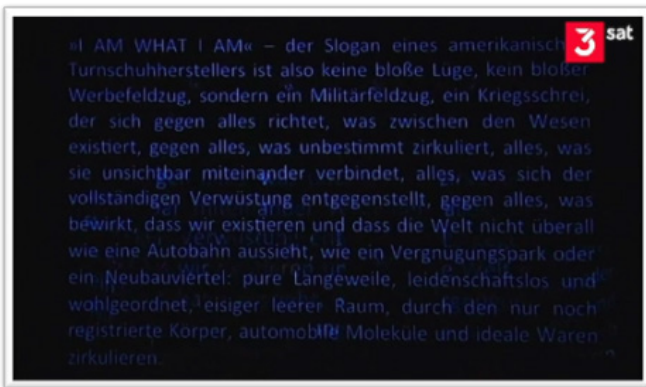 »I AM WHAT I AM« – der Slogan eines amerikanisch
3 sat
Turnschuhherstellers ist also keine bloße Lüge, kein bloßer
Werbefeldzug, sondern ein Militärfeldzug, ein Kriegsschrei,
der sich gegen alles richtet, was zwischen den Wesen
existiert, gegen alles, was unbestimmt zirkuliert, alles, was
sie unsichtbar miteinander verbindet, alles, was sich der
vollständigen Verwüstung entgegenstellt, gegen alles, was
bewirkt, dass wir existieren und dass die Welt nicht überall
wie eine Autobahn aussieht, wie ein Vergnügungspark oder
ein Neubauviertel: pure Langeweile, leidenschaftslos und
wohlgeordnet, eisiger leerer Raum, durch den nur noch
registrierte Körper, automobile Moleküle und ideale Waren
zirkulieren.